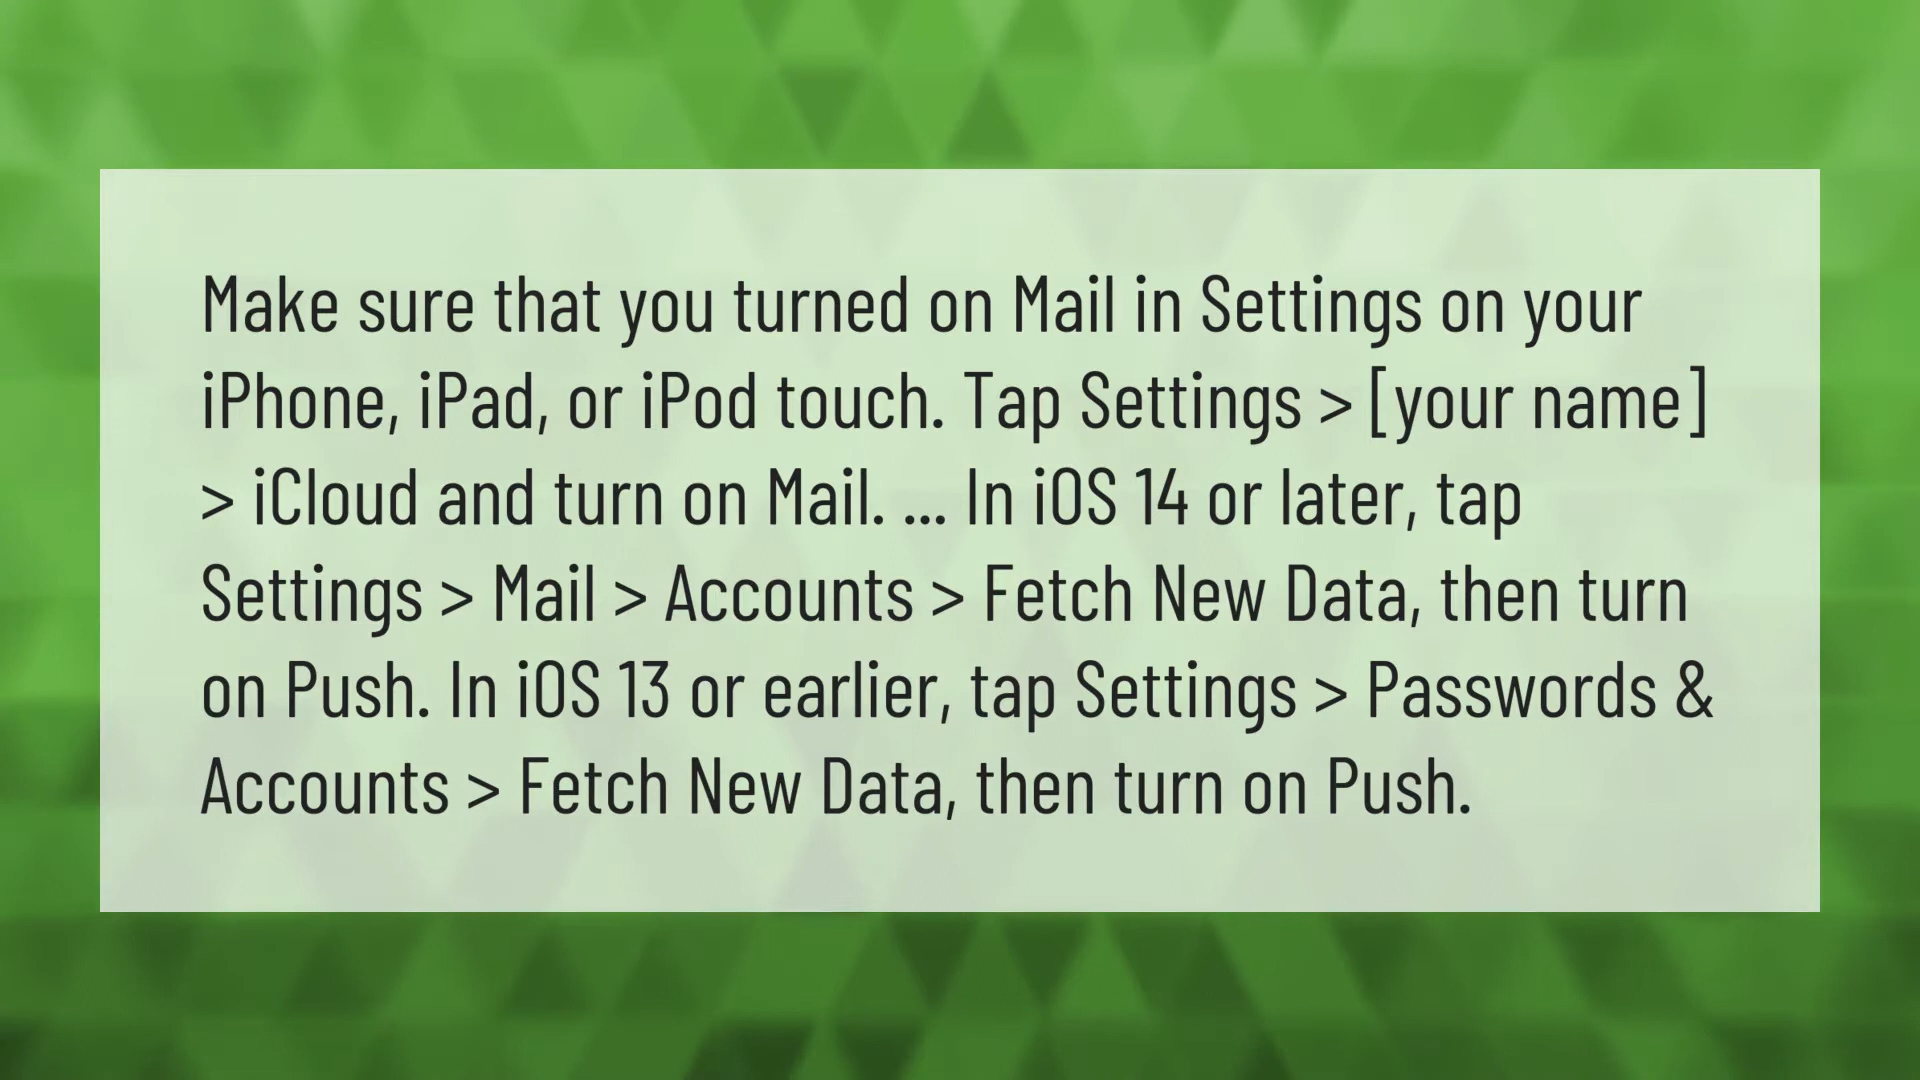 Make sure that you turned on Mail in Settings on your
iPhone, iPad, or iPod touch. Tap Settings > [your name]
> iCloud and turn on Mail. ... In iOS 14 or later, tap
Settings > Mail > Accounts > Fetch New Data, then turn
on Push. In iOS 13 or earlier, tap Settings > Passwords &
Accounts > Fetch New Data, then turn on Push.